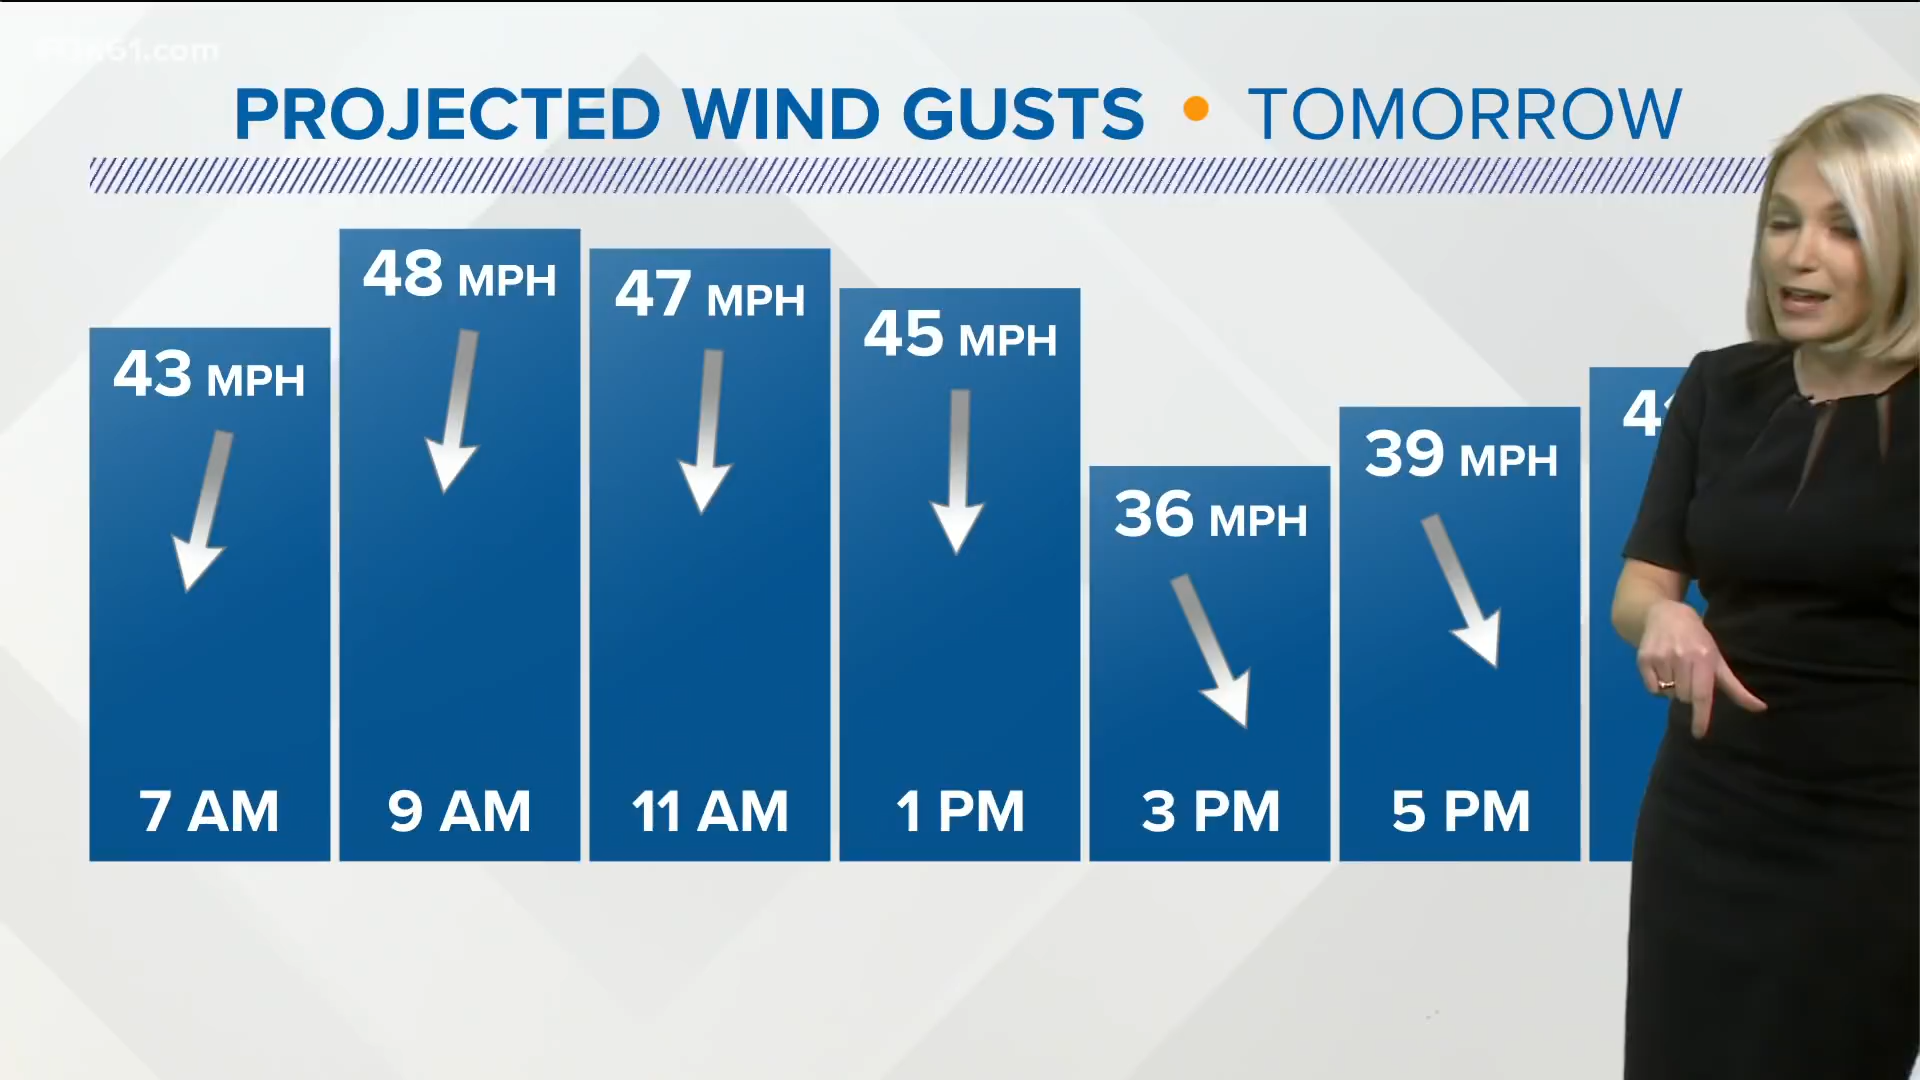 PROJECTED WIND GUSTS • TOMORROW
43 MPH
48 MPH
47 MPH
45 MPH
36 MPH
39 MPH
7 AM
9 AM
11 AM
1 PM
3 PM
5 PM